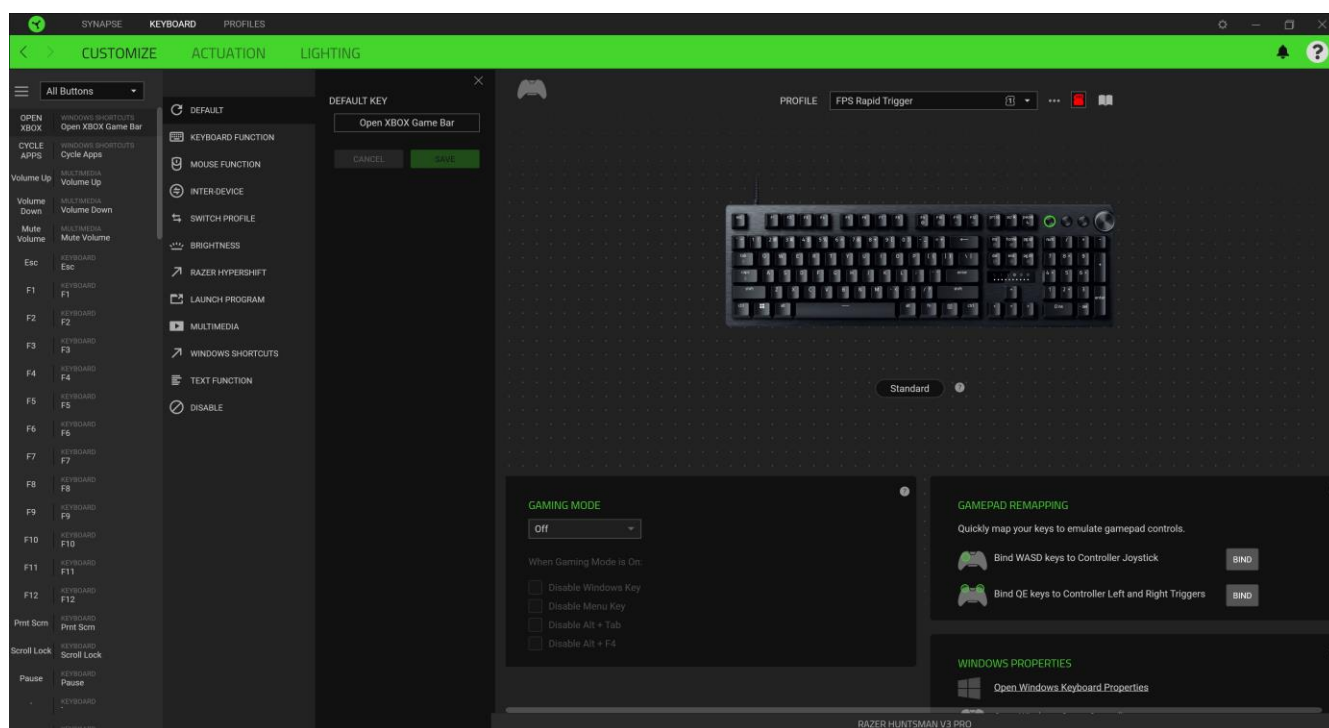 SYNAPSE KEYBOARD PROFILES
CUSTOMIZE ACTUATION LIGHTING
All Buttons
OPEN XBOX
WINDOWS SHORTCUTS
Open XBOX Game Bar
CYCLE APPS
WINDOWS SHORTCUTS
Cycle Apps
Volume Up
MULTIMEDIA
Volume Up
Volume Down
MULTIMEDIA
Volume Down
Mute Volume
MULTIMEDIA
Mute Volume
Esc
KEYBOARD
Esc
F1
KEYBOARD
F1
F2
KEYBOARD
F2
F3
KEYBOARD
F3
F4
KEYBOARD
F4
F5
KEYBOARD
F5
F6
KEYBOARD
F6
F7
KEYBOARD
F7
F8
KEYBOARD
F8
F9
KEYBOARD
F9
F10
KEYBOARD
F10
F11
KEYBOARD
F11
F12
KEYBOARD
F12
Prnt Scrn
KEYBOARD
Prnt Scrn
Scroll Lock
KEYBOARD
Scroll Lock
Pause
KEYBOARD
Pause
KEYBOARD
DEFAULT
KEYBOARD FUNCTION
MOUSE FUNCTION
INTER-DEVICE
SWITCH PROFILE
BRIGHTNESS
RAZER HYPERSHIFT
LAUNCH PROGRAM
MULTIMEDIA
WINDOWS SHORTCUTS
TEXT FUNCTION
DISABLE
DEFAULT KEY
Open XBOX Game Bar
CANCEL SAVE
PROFILE FPS Rapid Trigger 1
Standard
GAMING MODE
Off
When Gaming Mode is On:
Disable Windows Key
Disable Menu Key
Disable Alt + Tab
Disable Alt + F4
GAMEPAD REMAPPING
Quickly map your keys to emulate gamepad controls.
Bind WASD keys to Controller Joystick BIND
Bind QE keys to Controller Left and Right Triggers BIND
WINDOWS PROPERTIES
Open Windows Keyboard Properties
RAZER HUNTSMAN V3 PRO